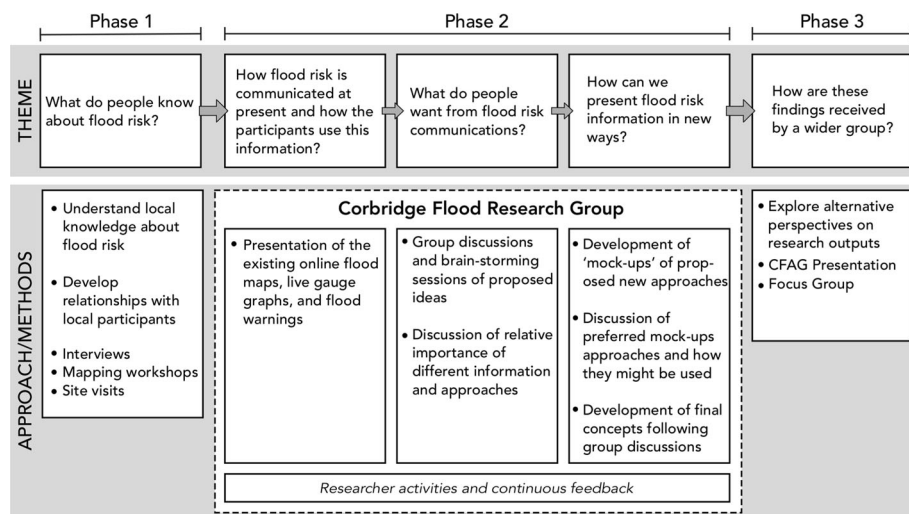 Phase 1
Phase 2
Phase 3
THEME
What do people know
about flood risk?
How flood risk is
communicated at
present and how the
participants use this
information?
What do people
want from flood risk
communications?
How can we
present flood risk
information in new
ways?
How are these
findings received
by a wider group?
APPROACH/METHODS
• Understand local
knowledge about
flood risk
• Develop
relationships with
local participants
• Interviews
• Mapping workshops
• Site visits
Corbridge Flood Research Group
• Presentation of the
existing online flood
maps, live gauge
graphs, and flood
warnings
• Group discussions
and brain-storming
sessions of proposed
ideas
• Discussion of relative
importance of
different information
and approaches
• Development of
‘mock-ups’ of prop-
osed new approaches
• Discussion of
preferred mock-ups
approaches and how
they might be used
• Development of final
concepts following
group discussions
Researcher activities and continuous feedback
• Explore alternative
perspectives on
research outputs
• CFAG Presentation
• Focus Group